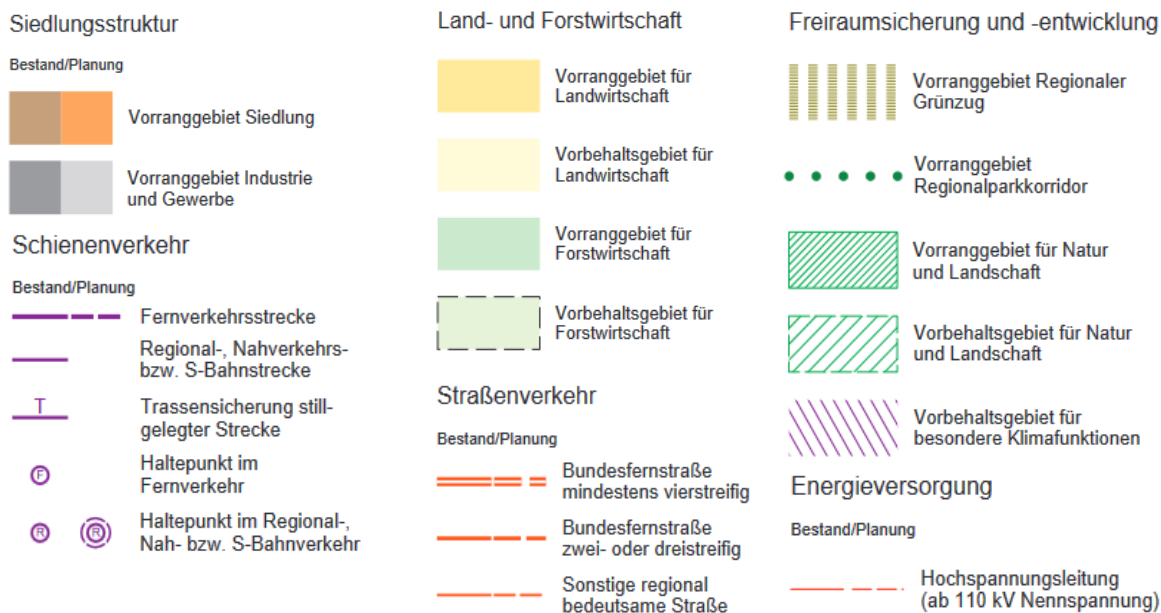 Siedlungsstruktur
Bestand/Planung
Vorranggebiet Siedlung
Vorranggebiet Industrie
und Gewerbe
Schienenverkehr
Bestand/Planung
Fernverkehrsstrecke
Regional-, Nahverkehrs-
bzw. S-Bahnstrecke
T
Trassensicherung still-
gelegter Strecke
F
Haltepunkt im
Fernverkehr
R
R
Haltepunkt im Regional-,
Nah- bzw. S-Bahnverkehr
Land- und Forstwirtschaft
Vorranggebiet für
Landwirtschaft
Vorbehaltsgebiet für
Landwirtschaft
Vorranggebiet für
Forstwirtschaft
Vorbehaltsgebiet für
Forstwirtschaft
Straßenverkehr
Bestand/Planung
Bundesfernstraße
mindestens vierstreifig
Bundesfernstraße
zwei- oder dreistreifig
Sonstige regional
bedeutsame Straße
Freiraumsicherung und -entwicklung
Vorranggebiet Regionaler
Grünzug
Vorranggebiet
Regionalparkkorridor
Vorranggebiet für Natur
und Landschaft
Vorbehaltsgebiet für Natur
und Landschaft
Vorbehaltsgebiet für
besondere Klimafunktionen
Energieversorgung
Bestand/Planung
Hochspannungsleitung
(ab 110 kV Nennspannung)